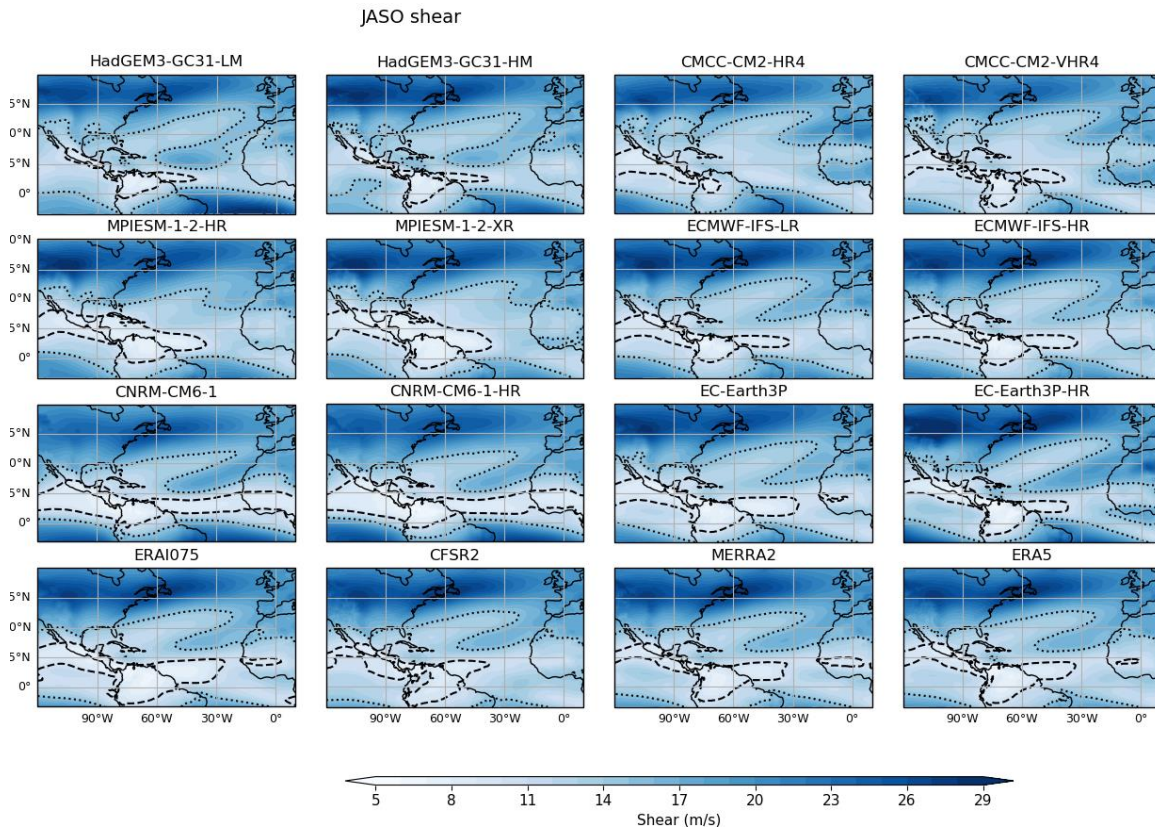 JASO shear
HadGEM3-GC31-LM HadGEM3-GC31-HM CMCC-CM2-HR4 CMCC-CM2-VHR4
5°N
0°N
5°N
0°
MPIESM-1-2-HR MPIESM-1-2-XR ECMWF-IFS-LR ECMWF-IFS-HR
0°N
5°N
0°N
5°N
0°
CNRM-CM6-1 CNRM-CM6-1-HR EC-Earth3P EC-Earth3P-HR
5°N
0°N
5°N
0°
ERAI075 CFSR2 MERRA2 ERA5
5°N
0°N
5°N
0°
90°W 60°W 30°W 0° 90°W 60°W 30°W 0° 90°W 60°W 30°W 0° 90°W 60°W 30°W 0°
5 8 11 14 17 20 23 26 29
Shear (m/s)